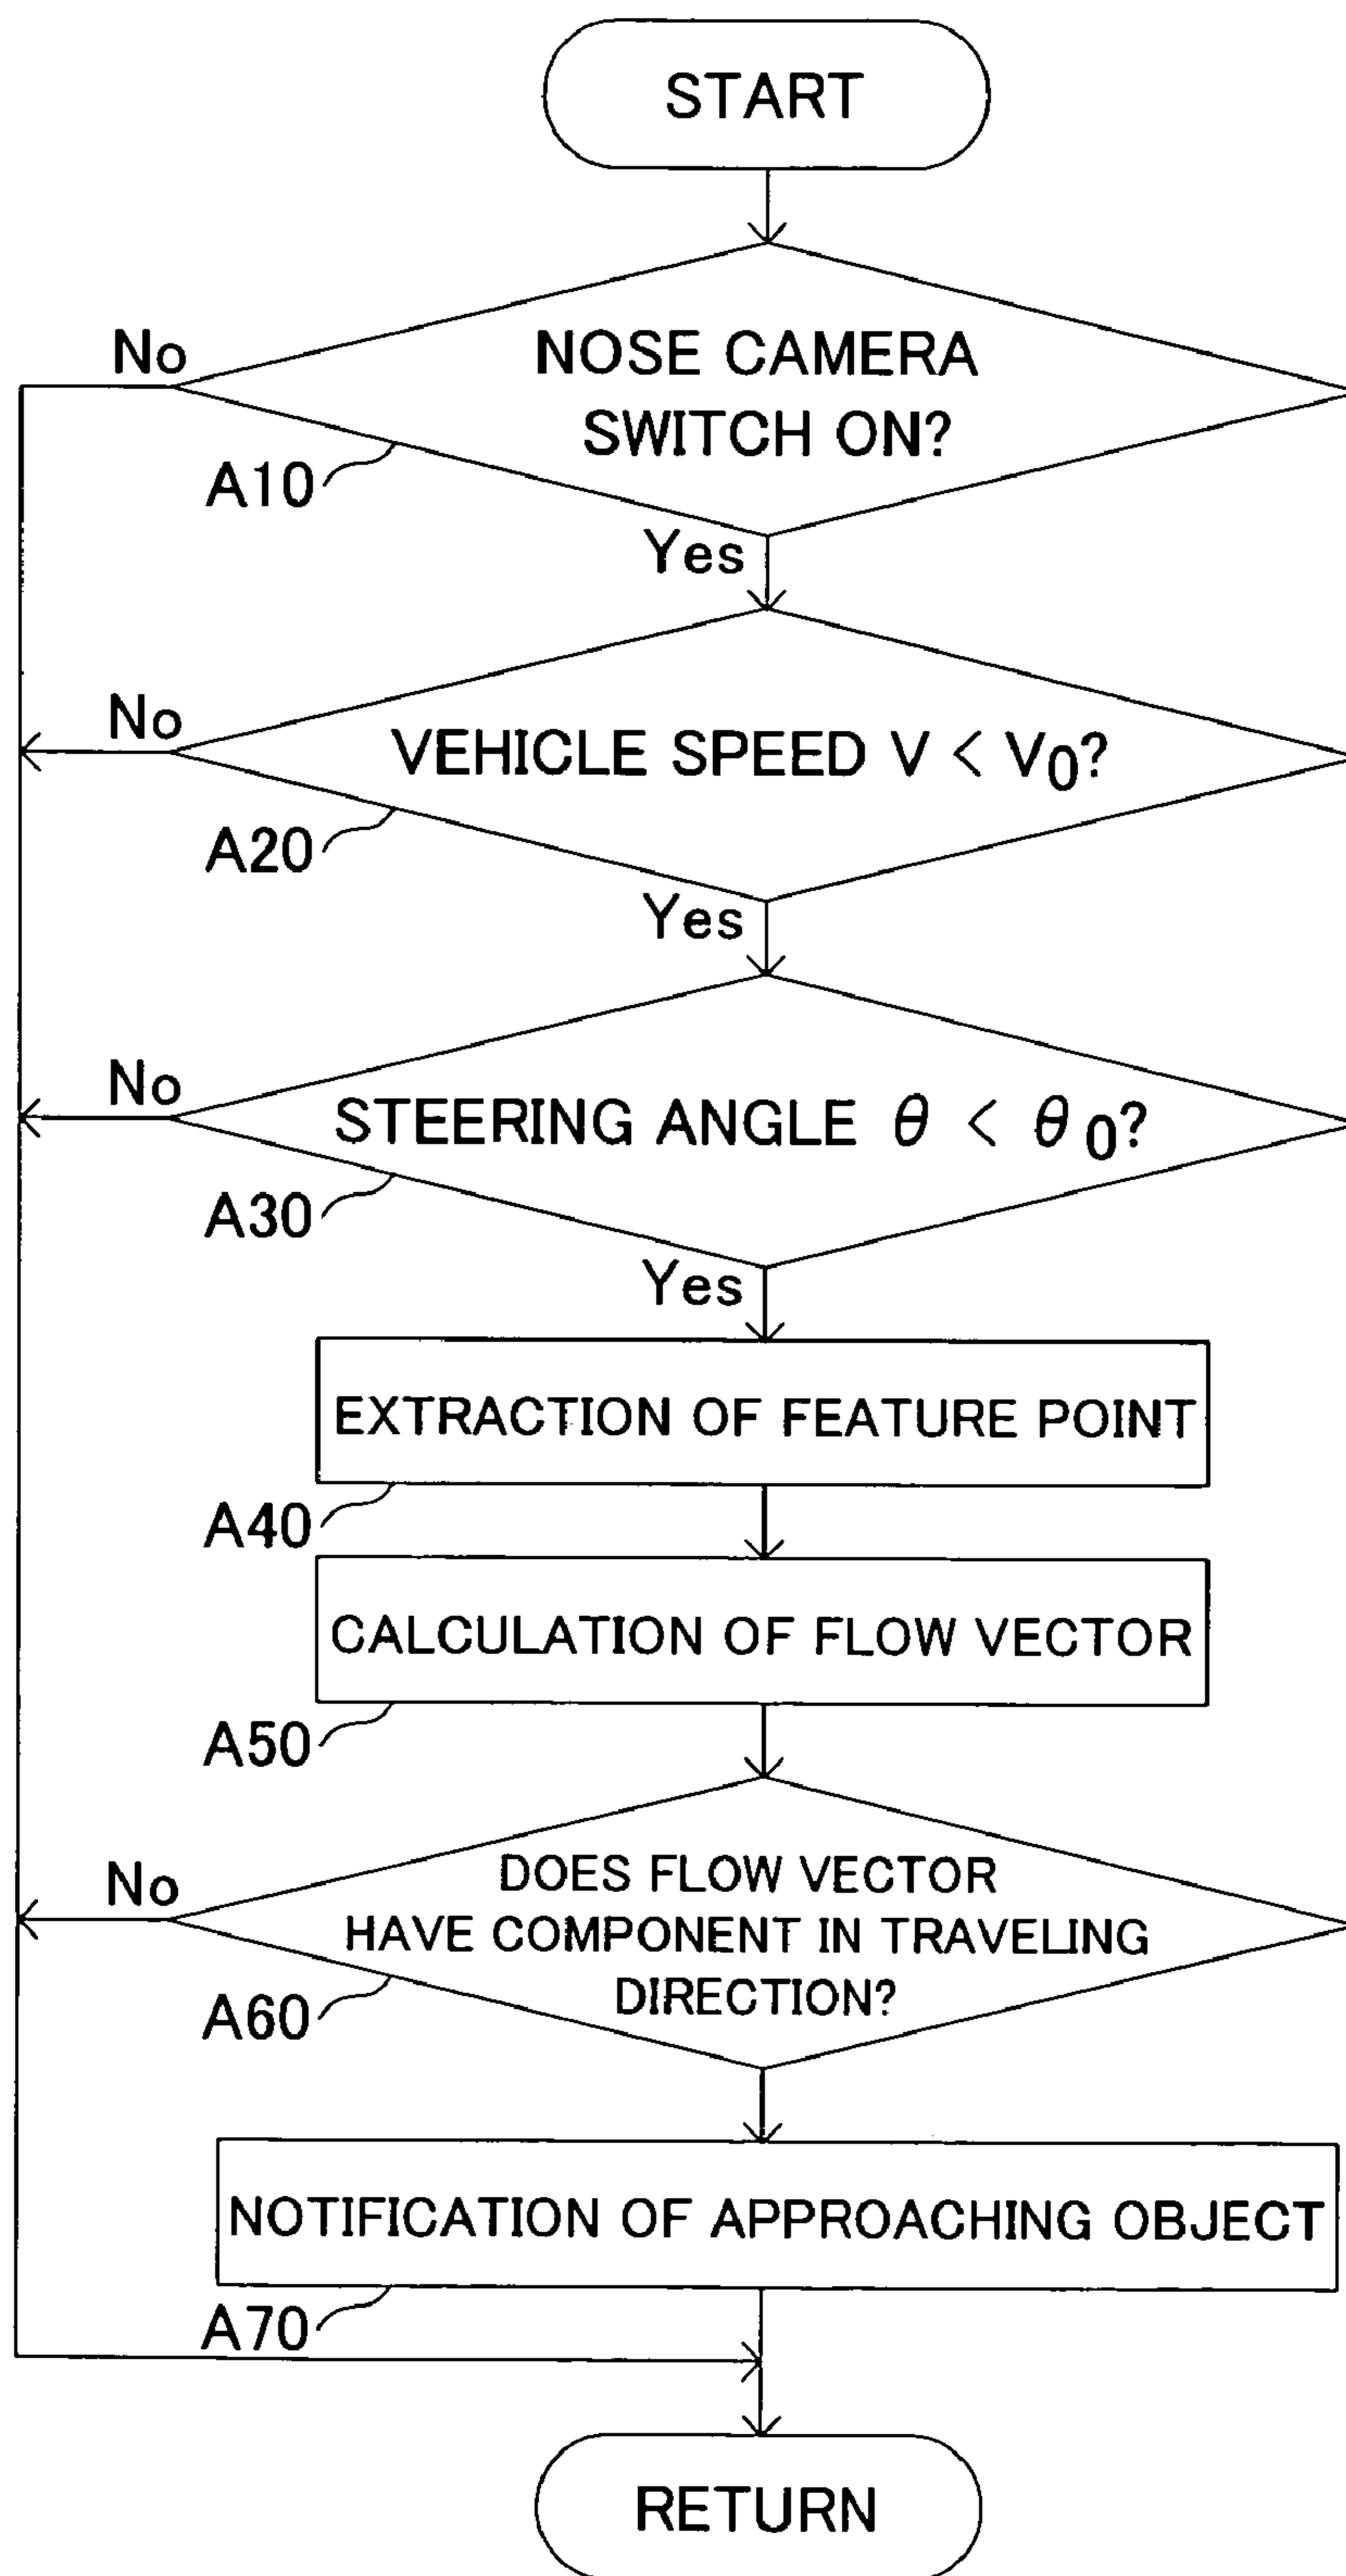 START
No
NOSE CAMERA
SWITCH ON?
A10
Yes
No
VEHICLE SPEED V < V0?
A20
Yes
No
STEERING ANGLE θ < θ0?
A30
Yes
EXTRACTION OF FEATURE POINT
A40
CALCULATION OF FLOW VECTOR
A50
No
DOES FLOW VECTOR
HAVE COMPONENT IN TRAVELING
DIRECTION?
A60
NOTIFICATION OF APPROACHING OBJECT
A70
RETURN